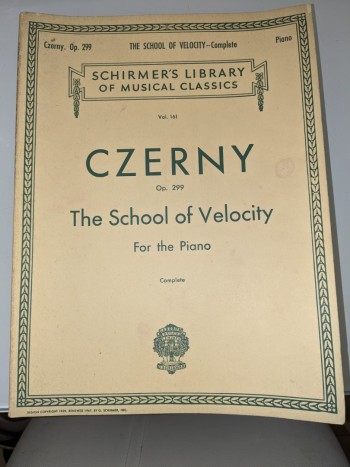 Czerny. Op. 299 THE SCHOOL OF VELOCITY—Complete Piano
SCHIRMER'S LIBRARY
OF MUSICAL CLASSICS
Vol. 161
CZERNY
Op. 299
The School of Velocity
For the Piano
Complete